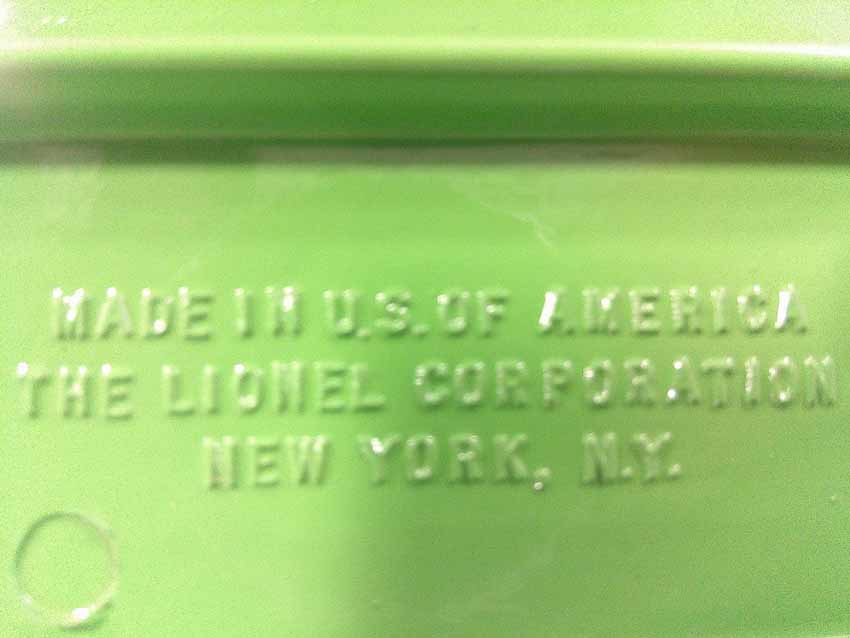 MADE IN U.S. OF AMERICA
THE LIONEL CORPORATION
NEW YORK, N.Y.